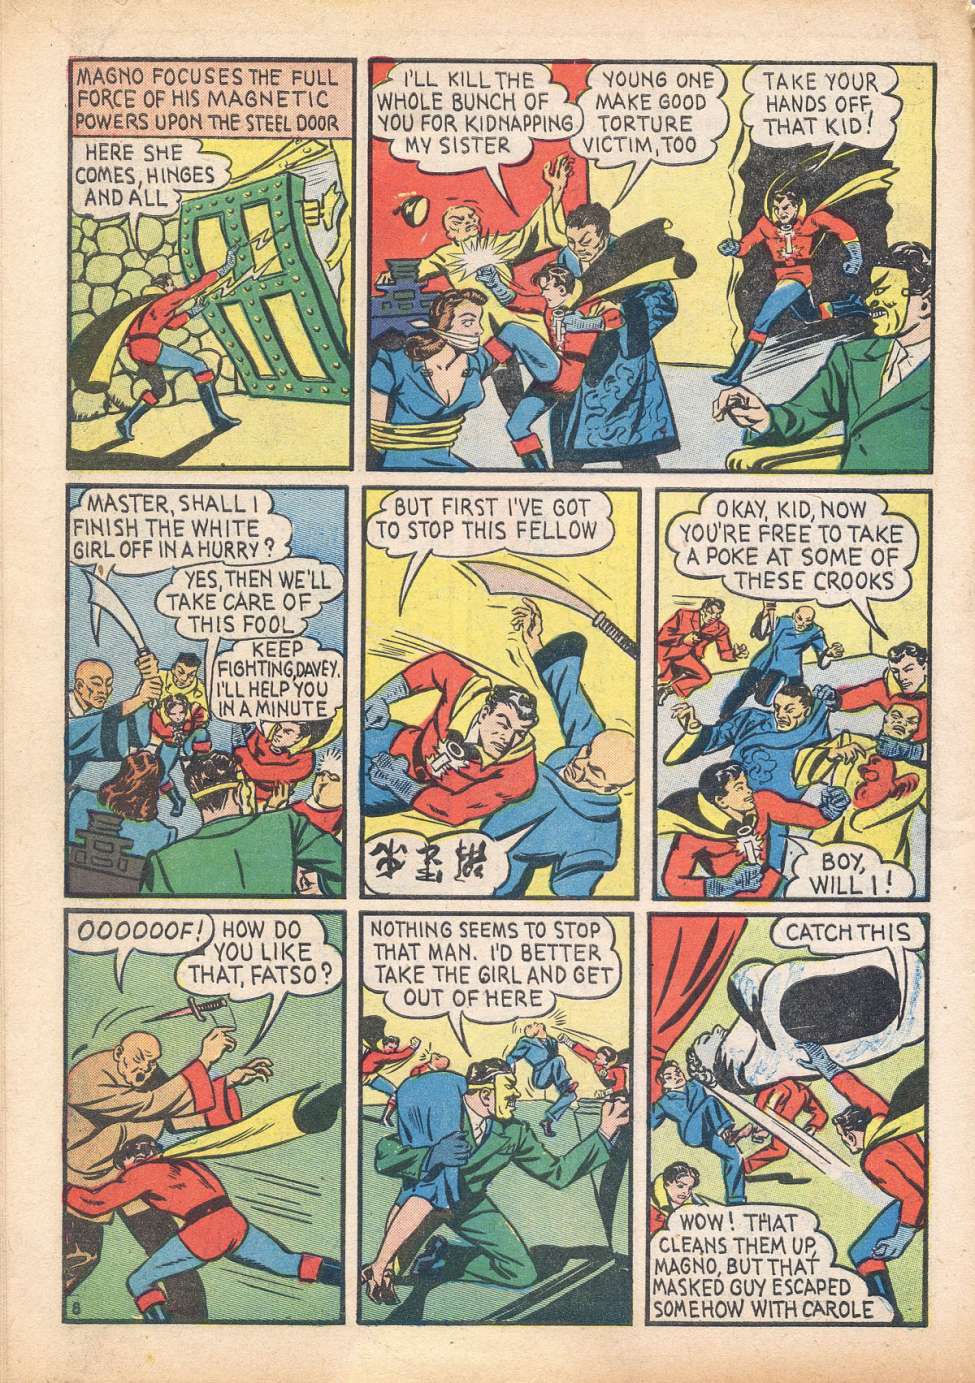 MAGNO FOCUSES THE FULL
FORCE OF HIS MAGNETIC
POWERS UPON THE STEEL DOOR
HERE SHE
COMES, HINGES
AND ALL
I'LL KILL THE
WHOLE BUNCH OF
YOU FOR KIDNAPPING
MY SISTER
YOUNG ONE
MAKE GOOD
TORTURE
VICTIM, TOO
TAKE YOUR
HANDS OFF,
THAT KID!
MASTER, SHALL I
FINISH THE WHITE
GIRL OFF IN A HURRY?
YES, THEN WE'LL
TAKE CARE OF
THIS FOOL
KEEP
FIGHTING, DAVEY.
I'LL HELP YOU
IN A MINUTE
BUT FIRST I'VE GOT
TO STOP THIS FELLOW
OKAY, KID, NOW
YOU'RE FREE TO TAKE
A POKE AT SOME OF
THESE CROOKS
BOY,
WILL I!
OOOOOOF!
HOW DO
YOU LIKE
THAT, FATSO?
8
NOTHING SEEMS TO STOP
THAT MAN. I'D BETTER
TAKE THE GIRL AND GET
OUT OF HERE
CATCH THIS
WOW! THAT
CLEANS THEM UP,
MAGNO, BUT THAT
MASKED GUY ESCAPED
SOMEHOW WITH CAROLE